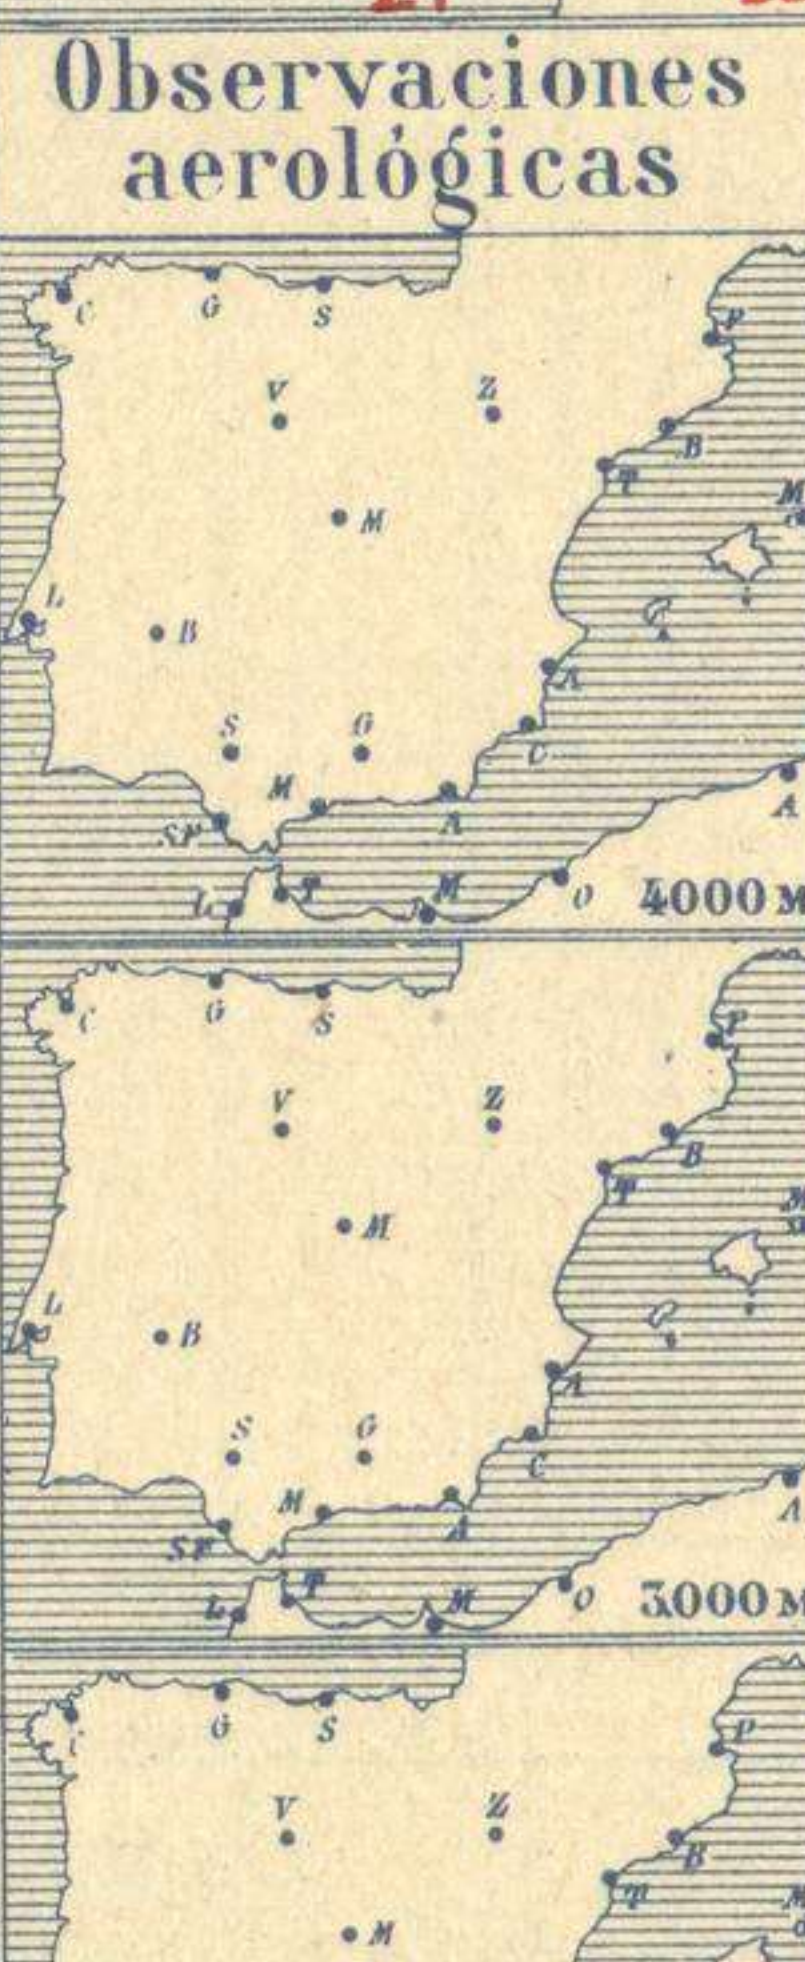 Observaciones
aerológicas
C G S P
V Z
B
T
M M
L
B
A
S G
C
M
A A
SF
L T M O 4000 M
C G S P
V Z
B
T
M M
L
B
A
S G
C
M
A A
SF
L T M O 3000 M
C G S P
V Z
B
T
M M